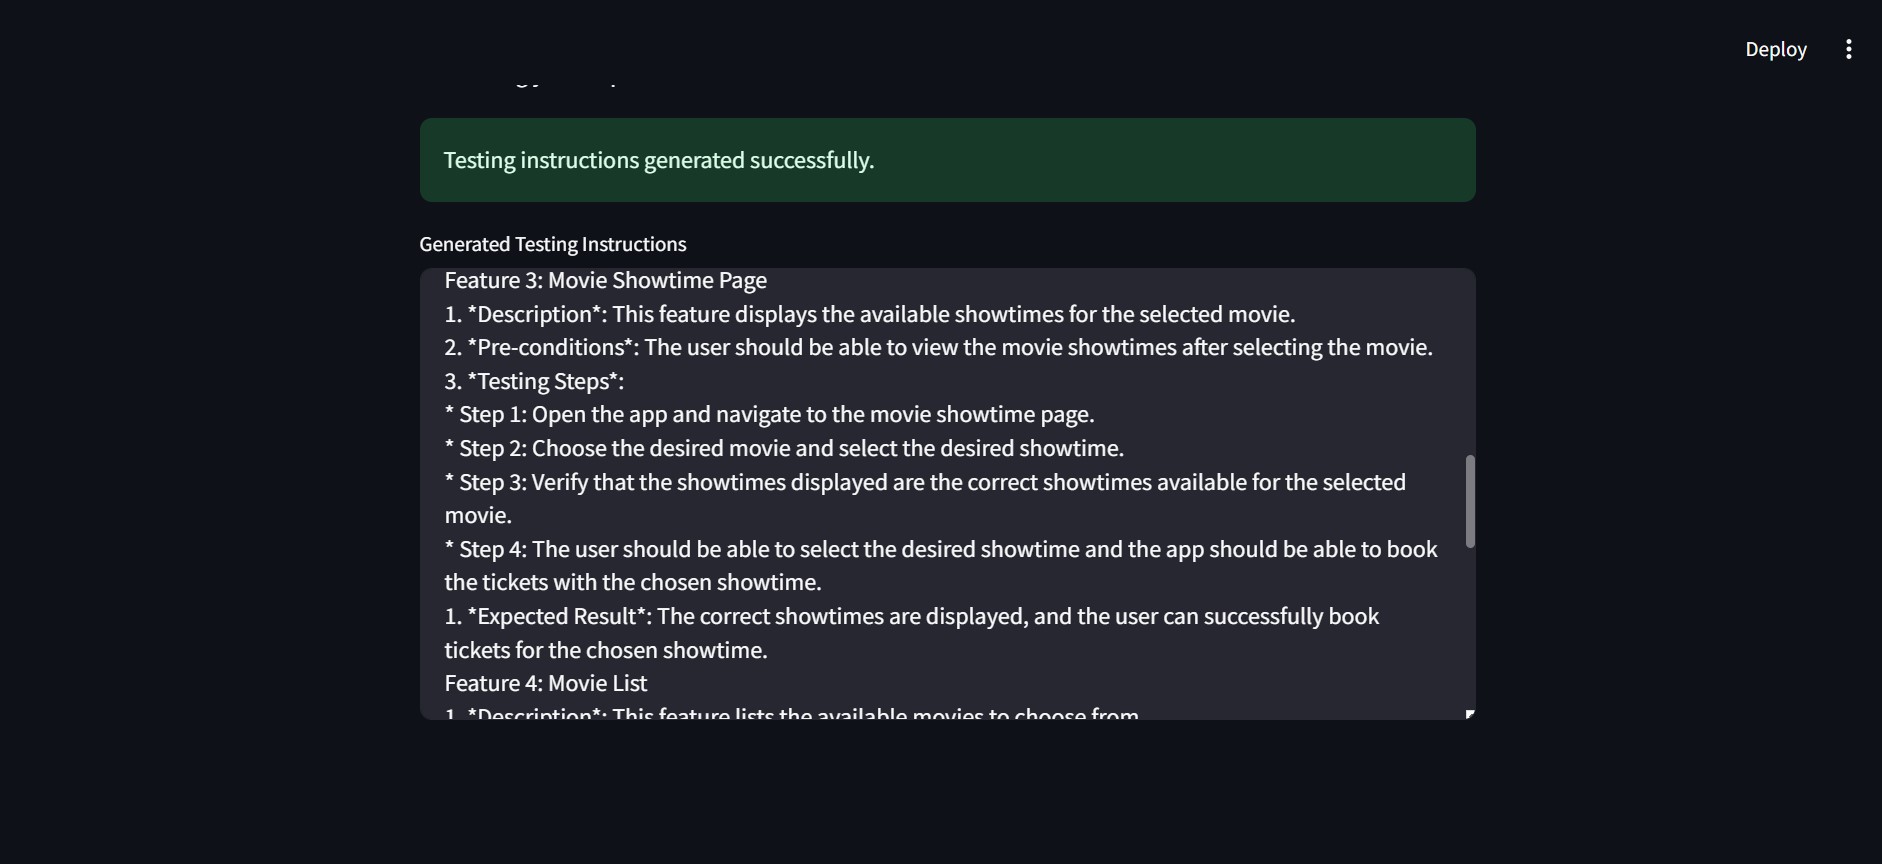 Deploy
Testing instructions generated successfully.
Generated Testing Instructions
Feature 3: Movie Showtime Page
1. *Description*: This feature displays the available showtimes for the selected movie.
2. *Pre-conditions*: The user should be able to view the movie showtimes after selecting the movie.
3. *Testing Steps*:
* Step 1: Open the app and navigate to the movie showtime page.
* Step 2: Choose the desired movie and select the desired showtime.
* Step 3: Verify that the showtimes displayed are the correct showtimes available for the selected
movie.
* Step 4: The user should be able to select the desired showtime and the app should be able to book
the tickets with the chosen showtime.
1. *Expected Result*: The correct showtimes are displayed, and the user can successfully book
tickets for the chosen showtime.
Feature 4: Movie List
1. *Description*: This feature lists the available movies to choose from